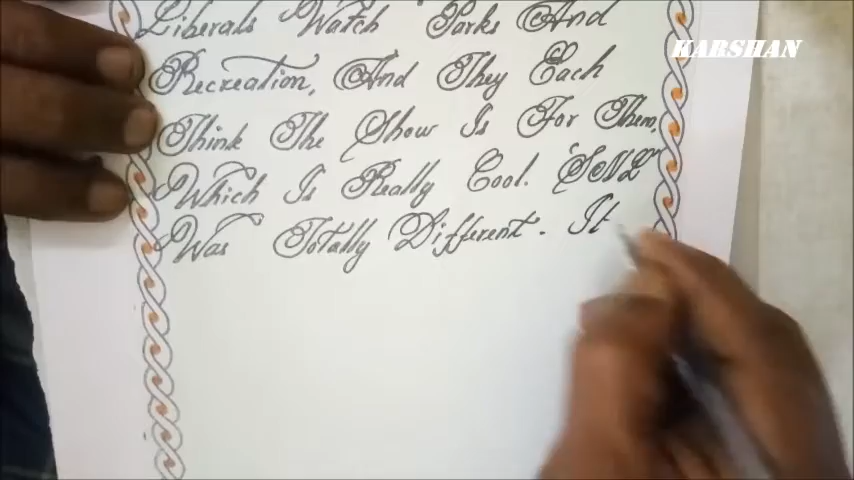 Liberals Watch Parks And
KARSHAN
Recreation, And They Each
Think The Show Is For Them,
Which Is Really Cool. 'SNL'
Was Totally Different. It